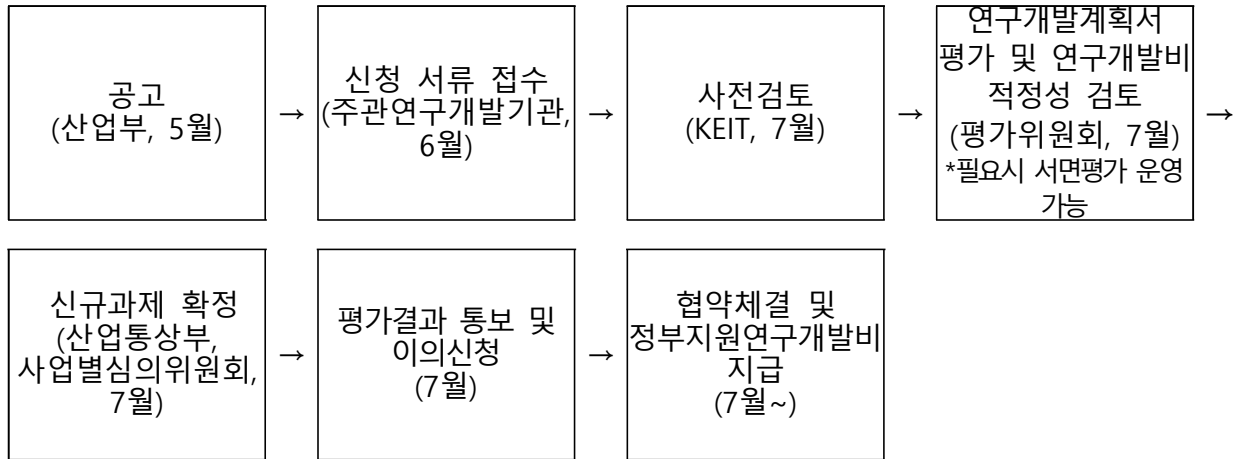 공고
(산업부, 5월)
→
신청 서류 접수
(주관연구개발기관,
6월)
→
사전검토
(KEIT, 7월)
→
연구개발계획서
평가 및 연구개발비
적정성 검토
(평가위원회, 7월)
*필요시 서면평가 운영
가능
→
신규과제 확정
(산업통상부,
사업별심의위원회,
7월)
→
평가결과 통보 및
이의신청
(7월)
→
협약체결 및
정부지원연구개발비
지급
(7월~)